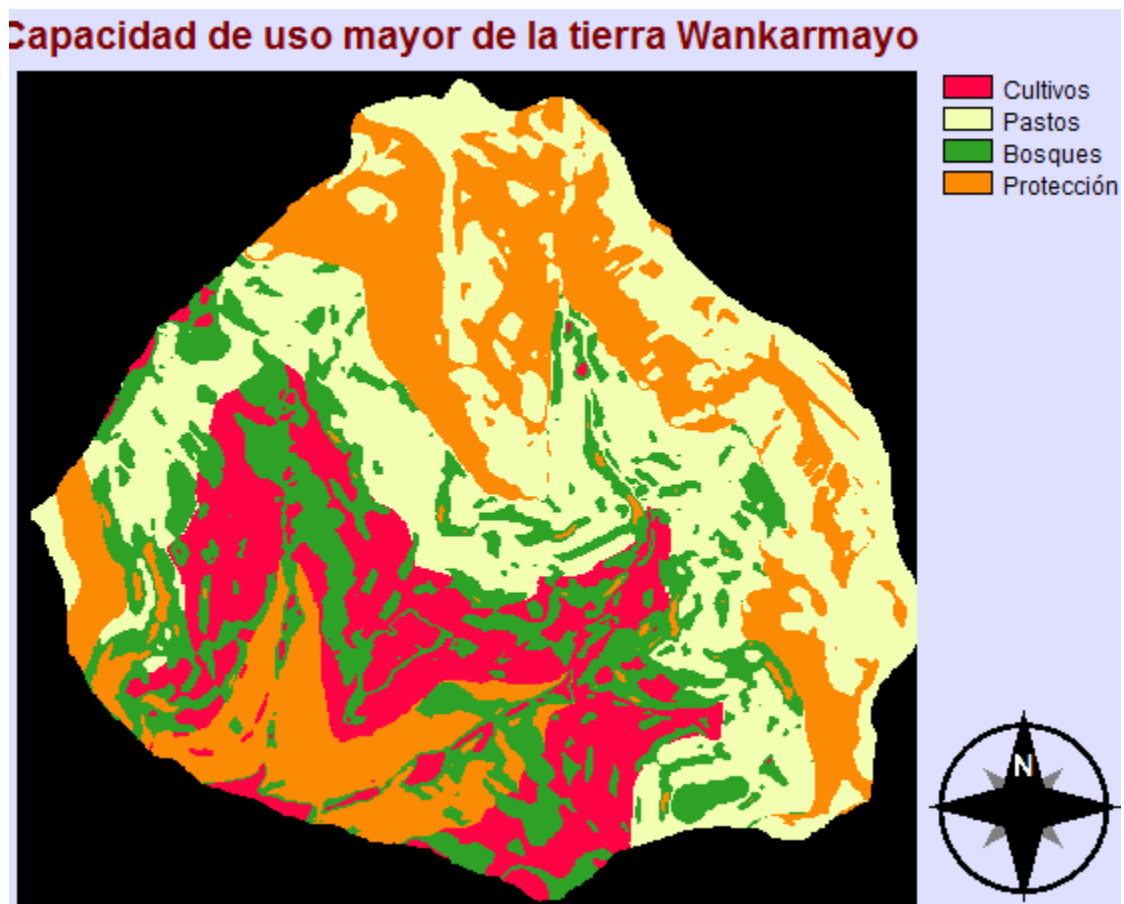 Capacidad de uso mayor de la tierra Wankarmayo
Cultivos
Pastos
Bosques
Protección
N